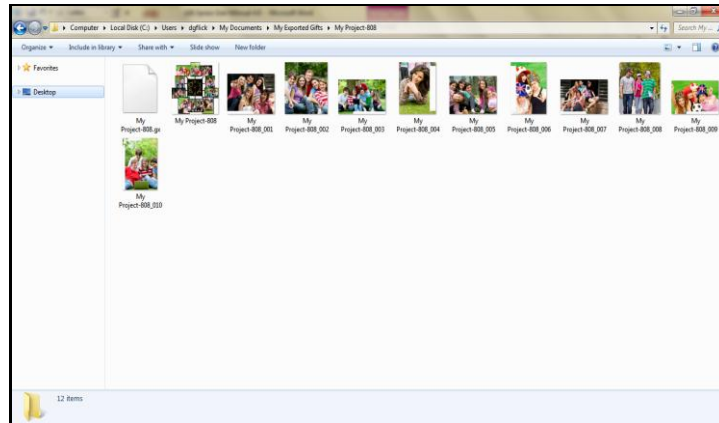 Computer ▸ Local Disk (C:) ▸ Users ▸ dgflick ▸ My Documents ▸ My Exported Gifts ▸ My Project-808
Search My ...
Organize Include in library Share with Slide show New folder
Favorites
Desktop
My Project-808.gx
My Project-808
My Project-808_001
My Project-808_002
My Project-808_003
My Project-808_004
My Project-808_005
My Project-808_006
My Project-808_007
My Project-808_008
My Project-808_009
My Project-808_010
12 items